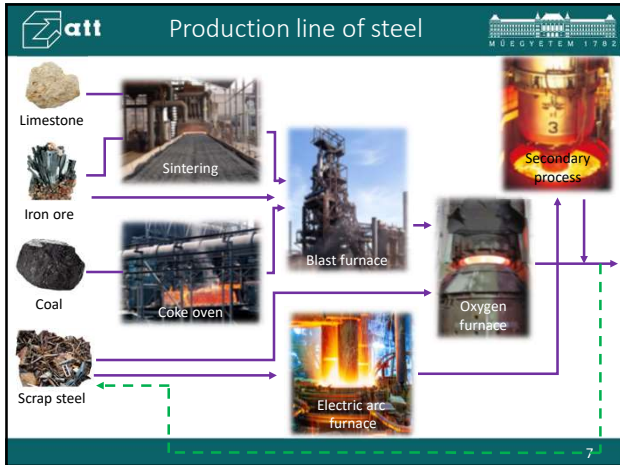 att
Production line of steel
MŰEGYETEM 1782
Limestone
Sintering
Iron ore
Blast furnace
Coal
Coke oven
Scrap steel
Electric arc
furnace
Oxygen
furnace
3
Secondary
process
7